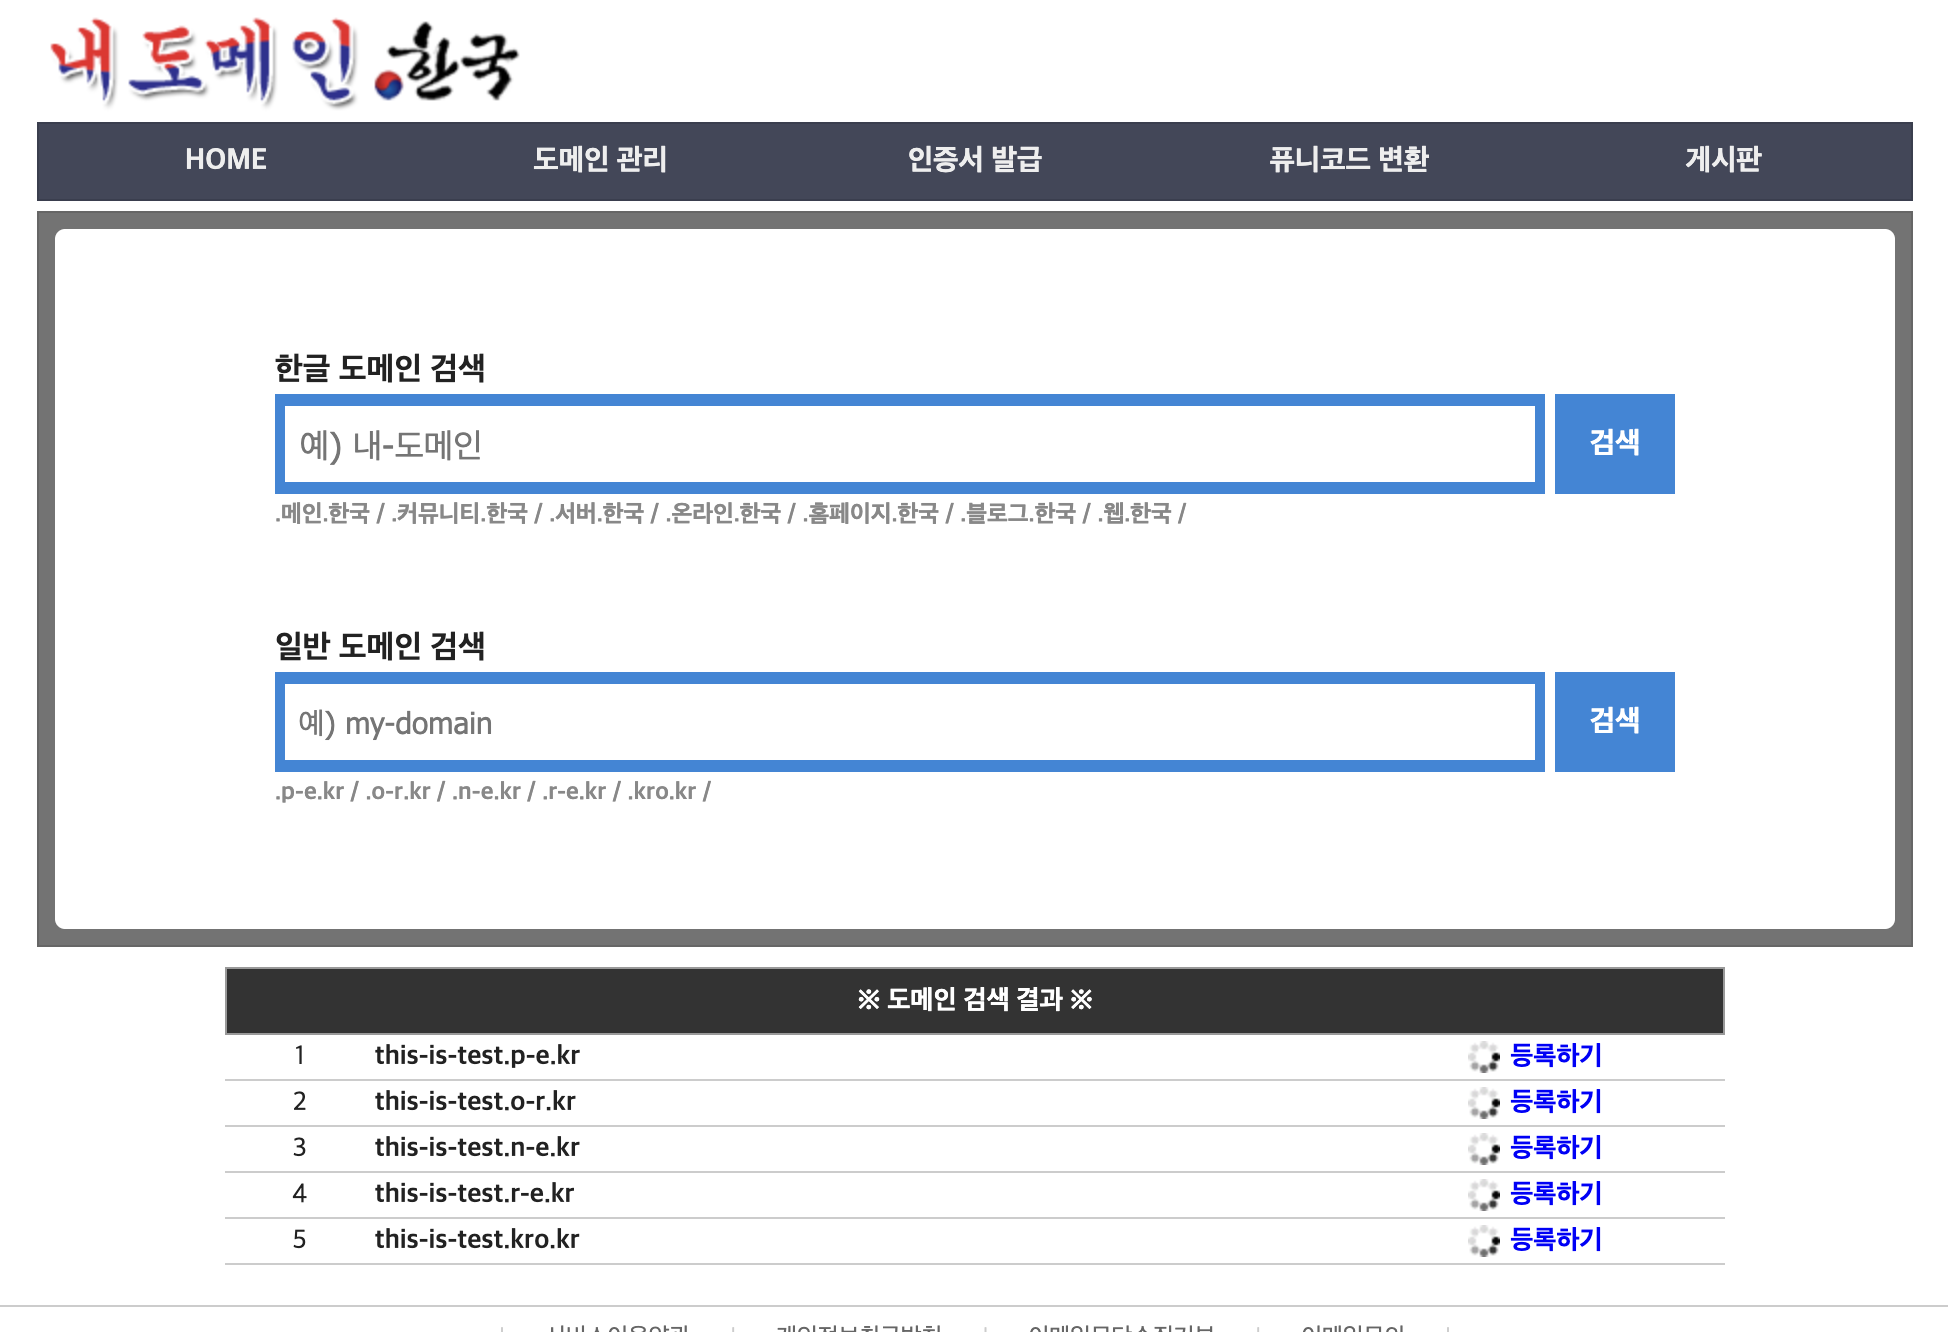 내도메인.한국
HOME 도메인 관리 인증서 발급 퓨니코드 변환 게시판
한글 도메인 검색
예) 내-도메인 검색
.메인.한국 / .커뮤니티.한국 / .서버.한국 / .온라인.한국 / .홈페이지.한국 / .블로그.한국 / .웹.한국 /
일반 도메인 검색
예) my-domain 검색
.p-e.kr / .o-r.kr / .n-e.kr / .r-e.kr / .kro.kr /
※ 도메인 검색 결과 ※
1 this-is-test.p-e.kr 등록하기
2 this-is-test.o-r.kr 등록하기
3 this-is-test.n-e.kr 등록하기
4 this-is-test.r-e.kr 등록하기
5 this-is-test.kro.kr 등록하기